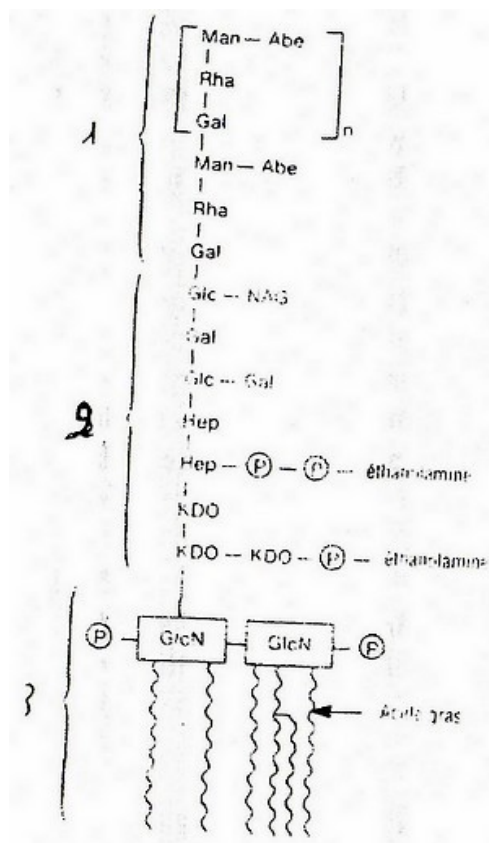 Man — Abe
Rha
1
Gal
n
Man — Abe
Rha
Gal
Glc — NAG
Gal
Glc — Gal
2
Hep
Hep — P — P — éthanolamine
KDO
KDO — KDO — P — éthanolamine
P — GlcN — GlcN — P
3
Acide gras